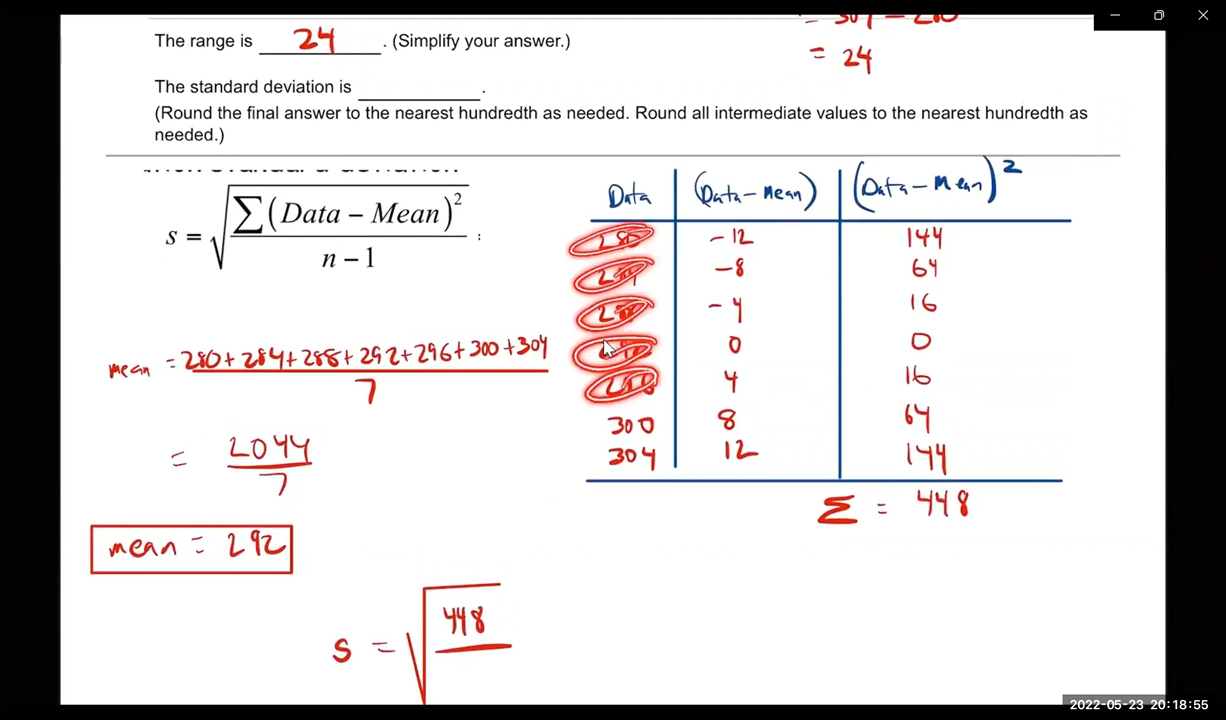 = 304 - 280
The range is 24 . (Simplify your answer.)
= 24
The standard deviation is .
(Round the final answer to the nearest hundredth as needed. Round all intermediate values to the nearest hundredth as
needed.)
s = √ ∑ (Data – Mean)²
n – 1
mean = 280+284+288+292+296+300+304
7
= 2044
7
mean = 292
Data (Data - Mean) (Data - Mean)²
-12 144
-8 64
-4 16
0 0
4 16
300 8 64
304 12 144
Σ = 448
s = √ 448
2022-05-23 20:18:55